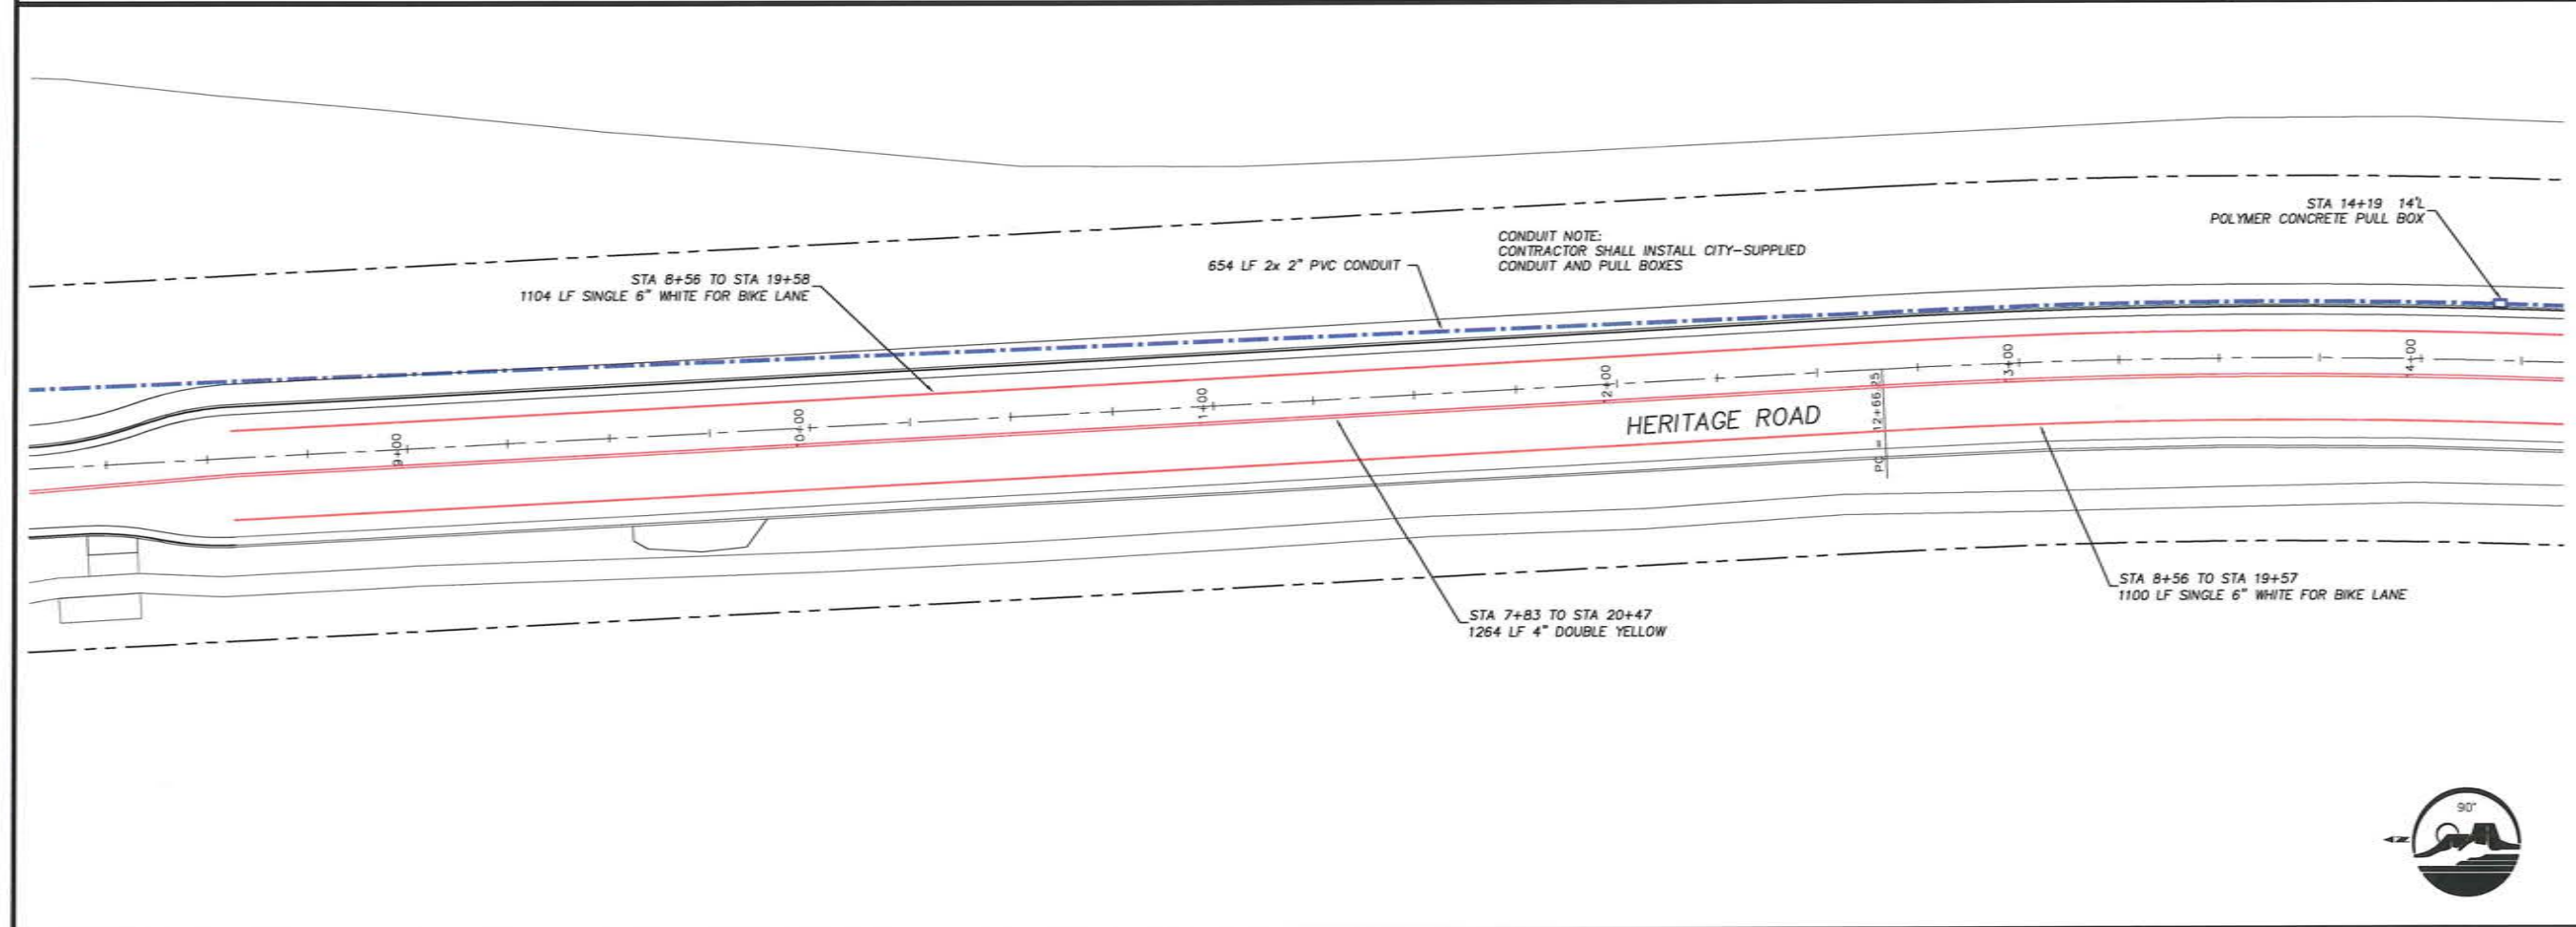 STA 14+19 14'L
POLYMER CONCRETE PULL BOX
CONDUIT NOTE:
CONTRACTOR SHALL INSTALL CITY-SUPPLIED
CONDUIT AND PULL BOXES
654 LF 2x 2" PVC CONDUIT
STA 8+56 TO STA 19+58
1104 LF SINGLE 6" WHITE FOR BIKE LANE
9+00
10+00
11+00
12+00
13+00
14+00
PC = 12+66.25
HERITAGE ROAD
STA 8+56 TO STA 19+57
1100 LF SINGLE 6" WHITE FOR BIKE LANE
STA 7+83 TO STA 20+47
1264 LF 4" DOUBLE YELLOW
90°
N